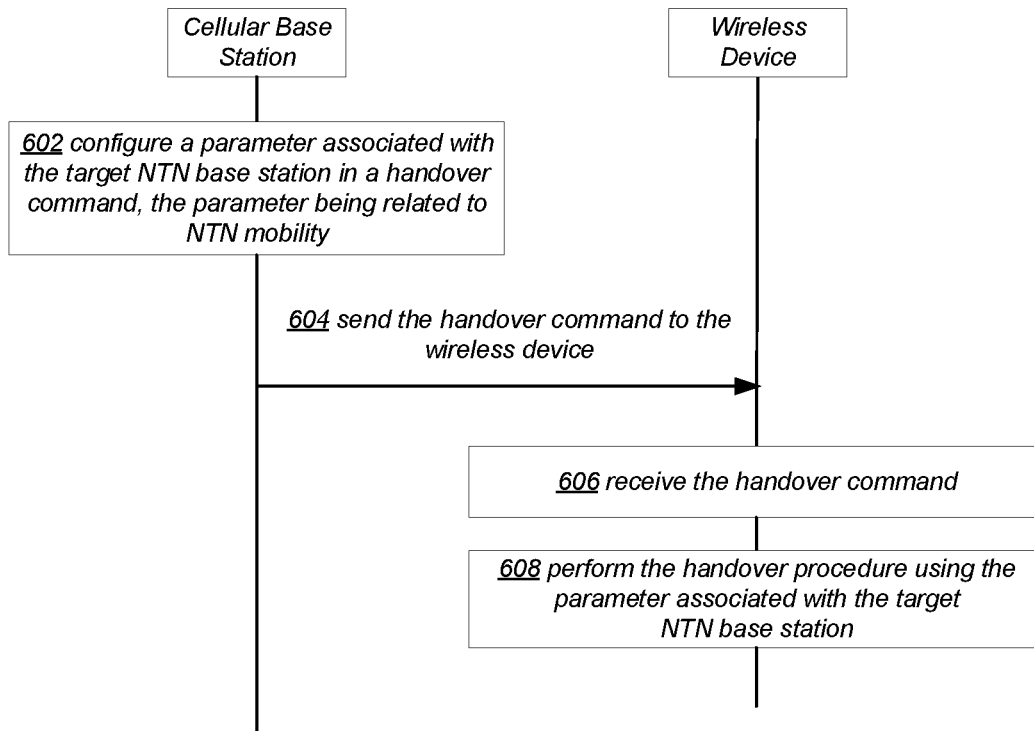 Cellular Base
Station
Wireless
Device
602 configure a parameter associated with
the target NTN base station in a handover
command, the parameter being related to
NTN mobility
604 send the handover command to the
wireless device
606 receive the handover command
608 perform the handover procedure using the
parameter associated with the target
NTN base station